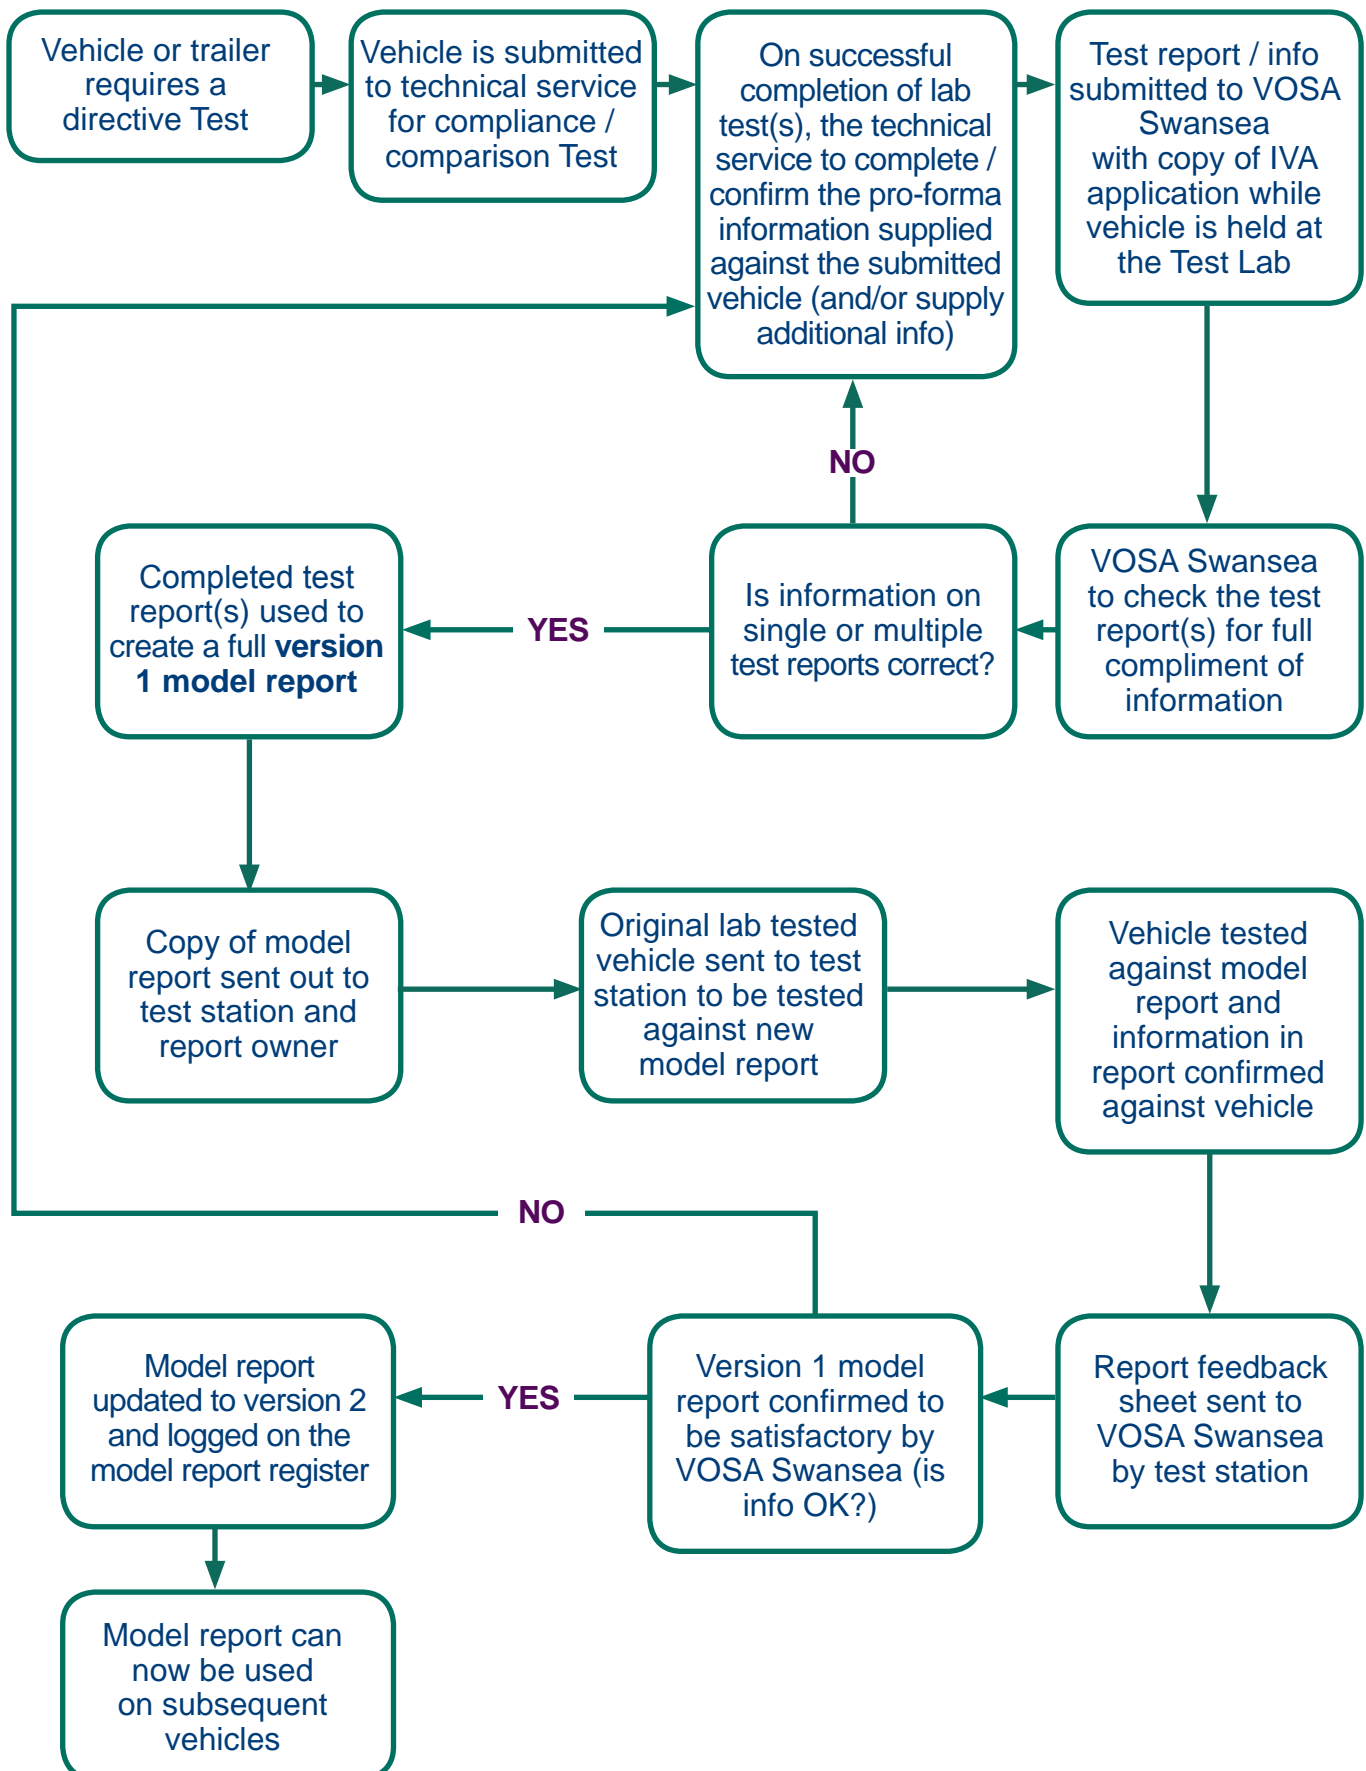 Vehicle or trailer
requires a
directive Test
Vehicle is submitted
to technical service
for compliance /
comparison Test
On successful
completion of lab
test(s), the technical
service to complete /
confirm the pro-forma
information supplied
against the submitted
vehicle (and/or supply
additional info)
Test report / info
submitted to VOSA
Swansea
with copy of IVA
application while
vehicle is held at
the Test Lab
NO
Completed test
report(s) used to
create a full version
1 model report
YES
Is information on
single or multiple
test reports correct?
VOSA Swansea
to check the test
report(s) for full
compliment of
information
Copy of model
report sent out to
test station and
report owner
Original lab tested
vehicle sent to test
station to be tested
against new
model report
Vehicle tested
against model
report and
information in
report confirmed
against vehicle
NO
Model report
updated to version 2
and logged on the
model report register
YES
Version 1 model
report confirmed to
be satisfactory by
VOSA Swansea (is
info OK?)
Report feedback
sheet sent to
VOSA Swansea
by test station
Model report can
now be used
on subsequent
vehicles